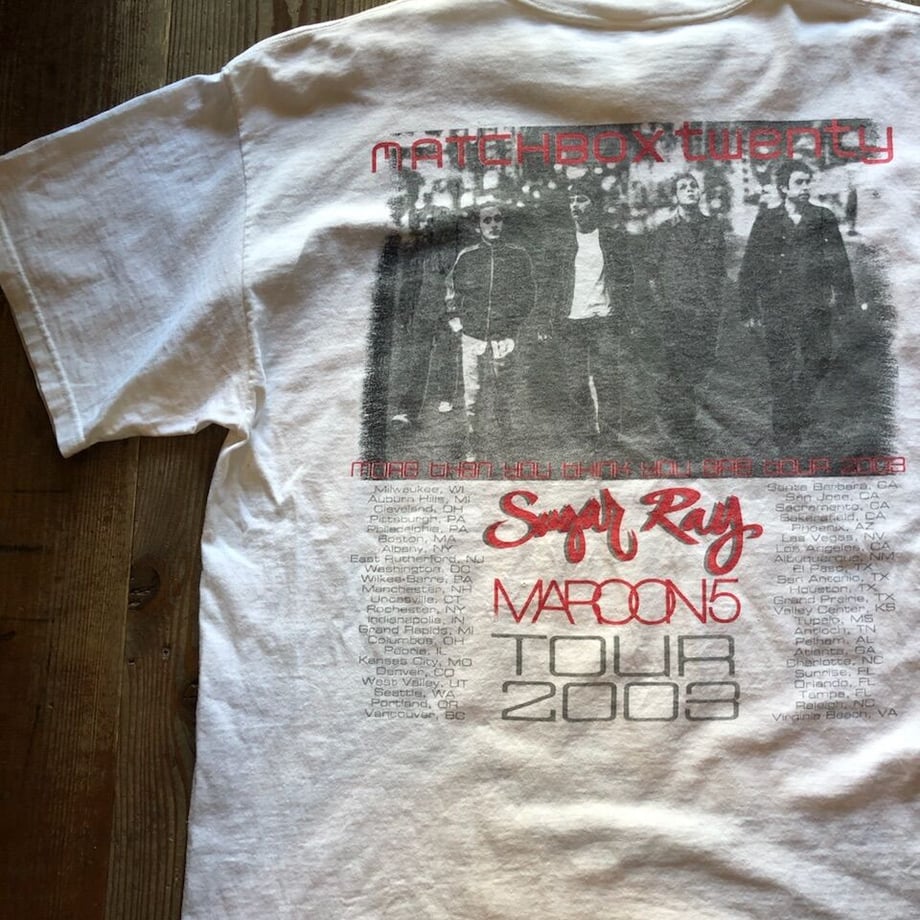 MATCHBOX twenty
MORE than you think you are tour 2003
Milwaukee, WI
Auburn Hills, MI
Cleveland, OH
Pittsburgh, PA
Philadelphia, PA
Boston, MA
Albany, NY
East Rutherford, NJ
Washington, DC
Wilkes-Barre, PA
Manchester, NH
Uncasville, CT
Rochester, NY
Indianapolis, IN
Grand Rapids, MI
Columbus, OH
Peoria, IL
Kansas City, MO
Denver, CO
West Valley, UT
Seattle, WA
Portland, OR
Vancouver, BC
Sugar Ray
MAROON5
TOUR
2003
Santa Barbara, CA
San Jose, CA
Sacramento, CA
Bakersfield, CA
Phoenix, AZ
Las Vegas, NV
Los Angeles, CA
Albuquerque, NM
El Paso, TX
San Antonio, TX
Houston, TX
Grand Prairie, TX
Valley Center, KS
Tupelo, MS
Antioch, TN
Pelham, AL
Atlanta, GA
Charlotte, NC
Sunrise, FL
Orlando, FL
Tampa, FL
Raleigh, NC
Virginia Beach, VA